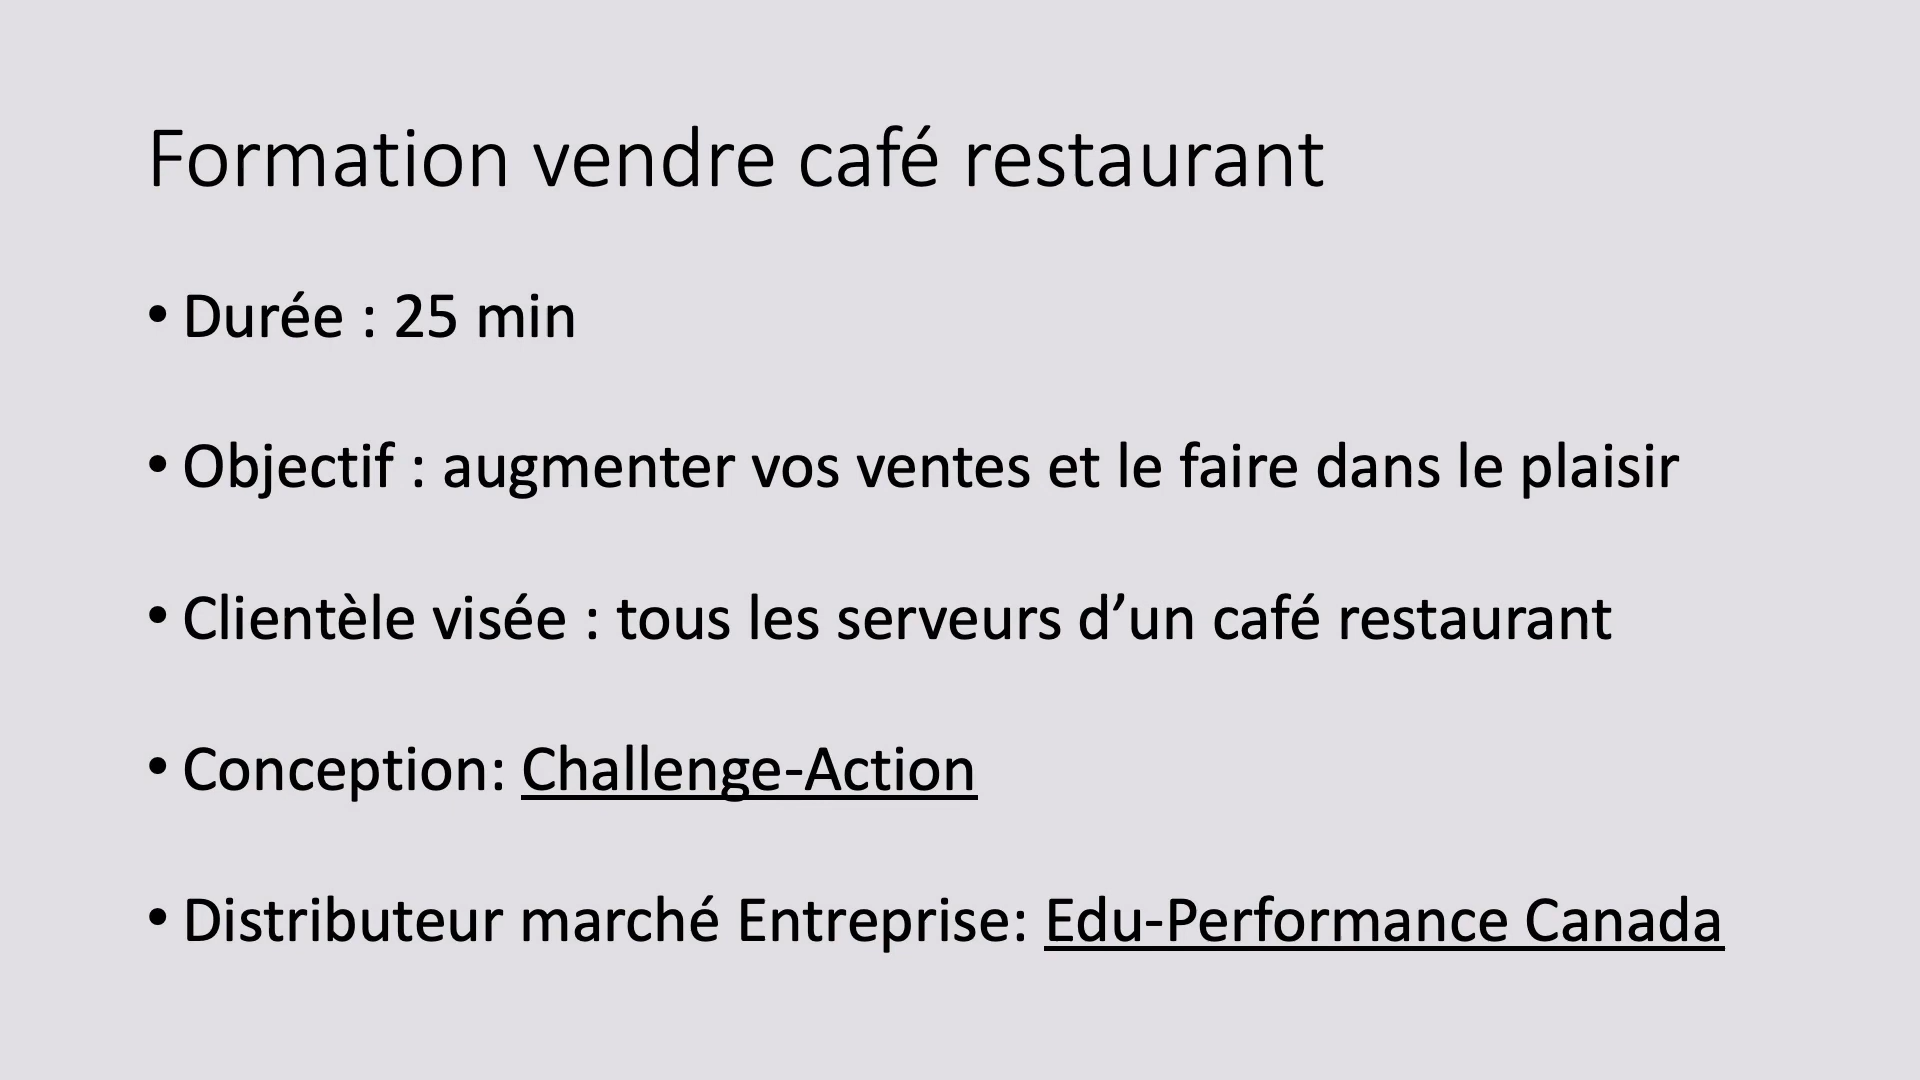 Formation vendre café restaurant
• Durée : 25 min
• Objectif : augmenter vos ventes et le faire dans le plaisir
• Clientèle visée : tous les serveurs d’un café restaurant
• Conception: Challenge-Action
• Distributeur marché Entreprise: Edu-Performance Canada